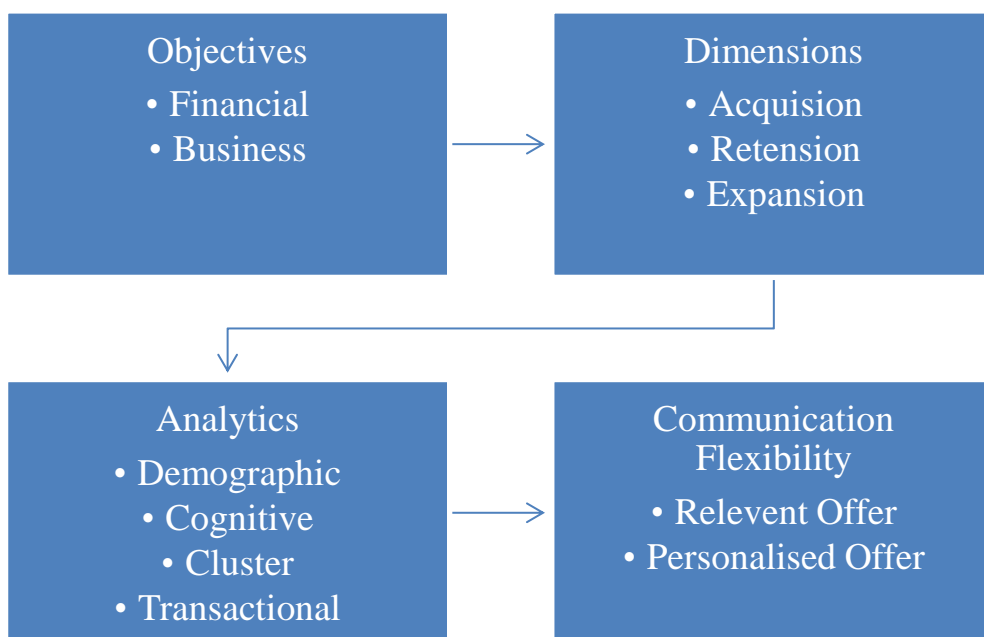 Objectives
• Financial
• Business
Dimensions
• Acquision
• Retension
• Expansion
Analytics
• Demographic
• Cognitive
• Cluster
• Transactional
Communication
Flexibility
• Relevent Offer
• Personalised Offer